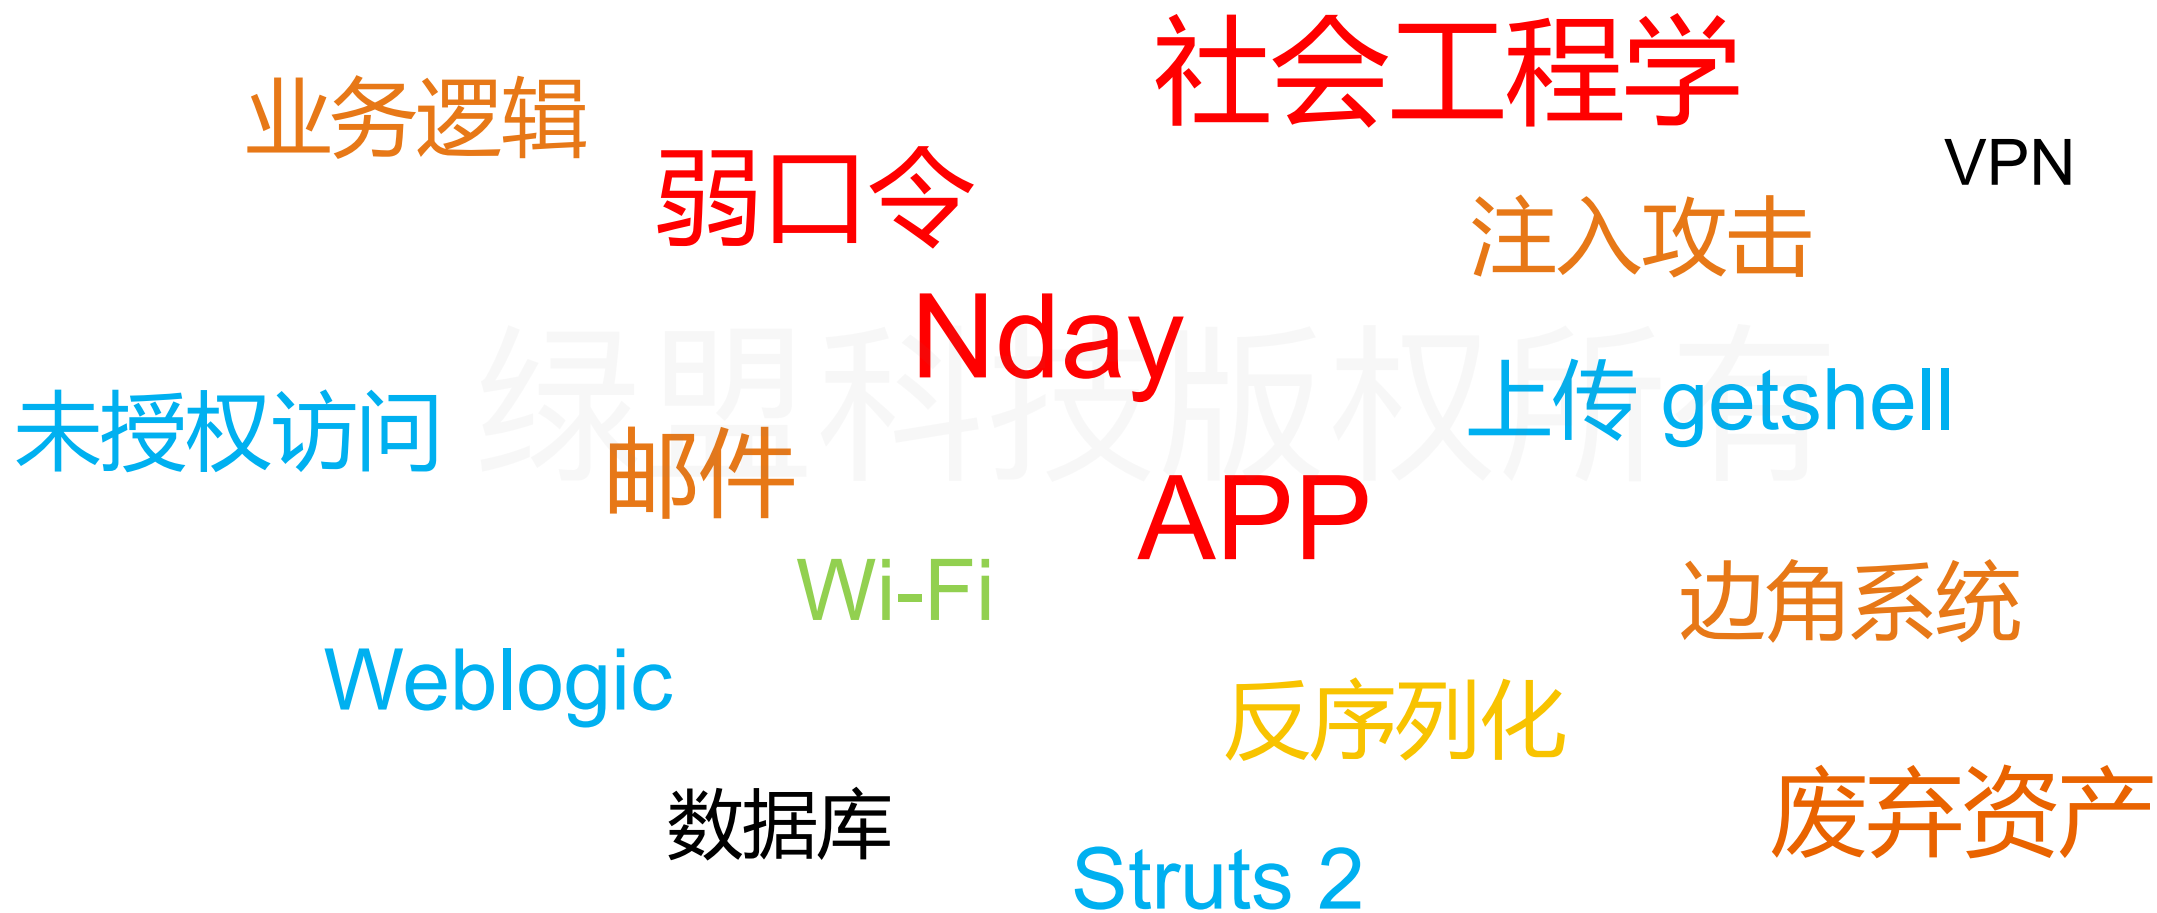 社会工程学
业务逻辑
VPN
弱口令
注入攻击
Nday
绿盟科技版权所有
上传 getshell
未授权访问
邮件
APP
Wi-Fi
边角系统
Weblogic
反序列化
废弃资产
数据库
Struts 2